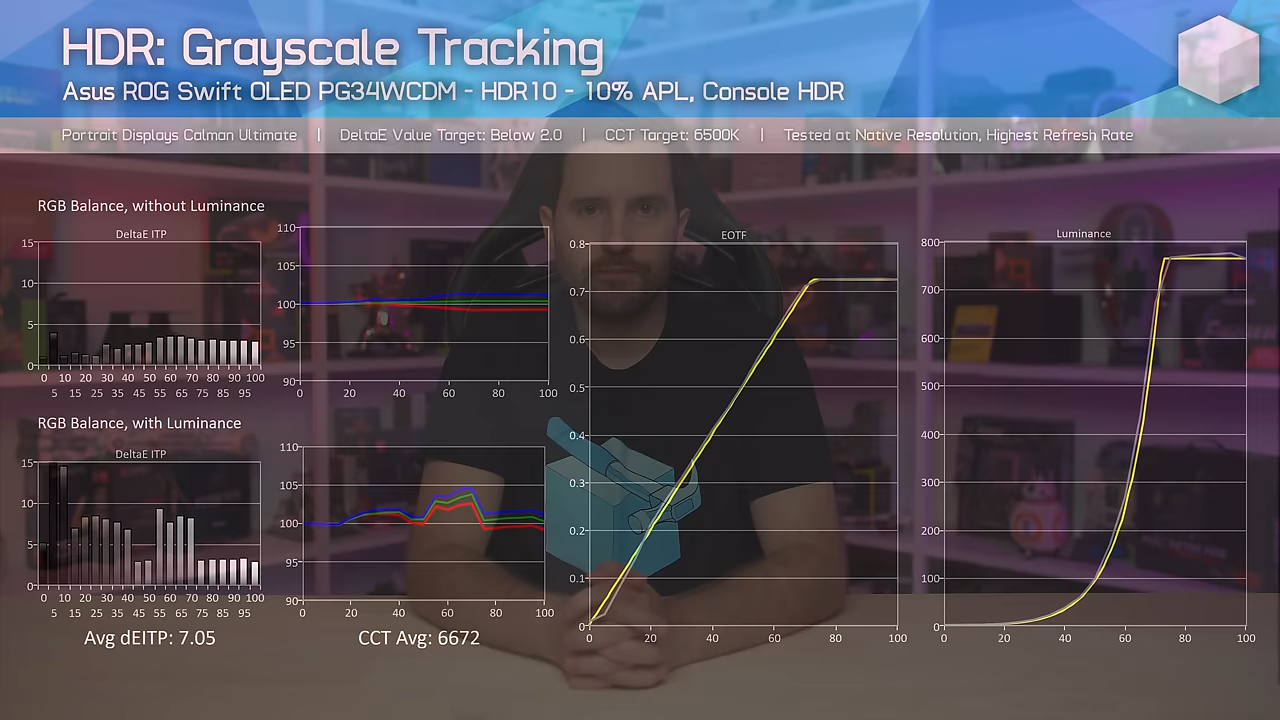 HDR: Grayscale Tracking
Asus ROG Swift OLED PG34WCDM - HDR10 - 10% APL, Console HDR
Portrait Displays Calman Ultimate | DeltaE Value Target: Below 2.0 | CCT Target: 6500K | Tested at Native Resolution, Highest Refresh Rate
RGB Balance, without Luminance
DeltaE ITP
15
10
5
0
0 10 20 30 40 50 60 70 80 90 100
5 15 25 35 45 55 65 75 85 95
110
105
100
95
90
0 20 40 60 80 100
RGB Balance, with Luminance
DeltaE ITP
15
10
5
0
0 10 20 30 40 50 60 70 80 90 100
5 15 25 35 45 55 65 75 85 95
Avg dEITP: 7.05
110
105
100
95
90
0 20 40 60 80 100
CCT Avg: 6672
EOTF
0.8
0.7
0.6
0.5
0.4
0.3
0.2
0.1
0
0 20 40 60 80 100
Luminance
800
700
600
500
400
300
200
100
0
0 20 40 60 80 100